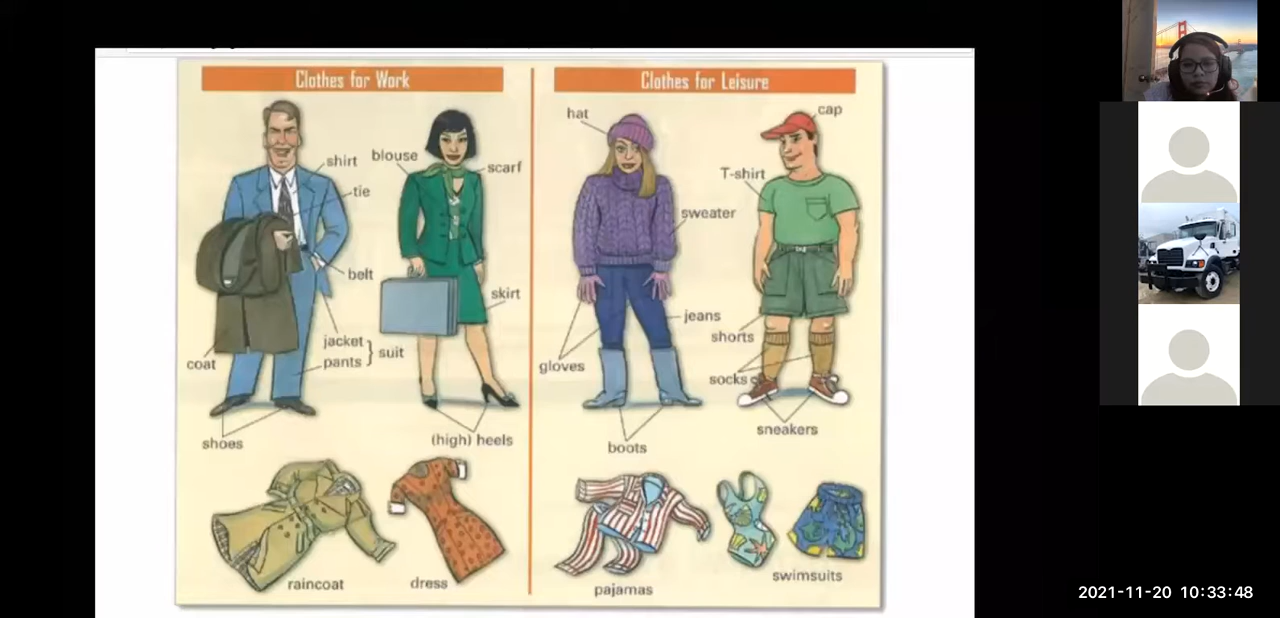 Clothes for Work
shirt
blouse
scarf
tie
belt
skirt
jacket
pants
suit
coat
shoes
(high) heels
raincoat
dress
Clothes for Leisure
hat
cap
T-shirt
sweater
jeans
shorts
gloves
socks
sneakers
boots
pajamas
swimsuits
2021-11-20 10:33:48